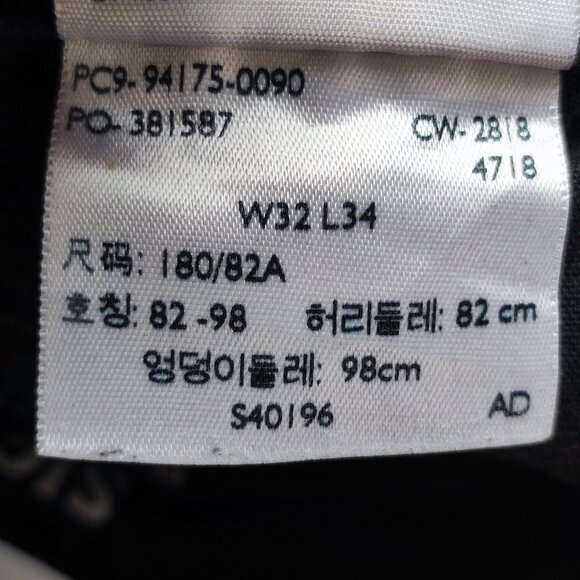 PC9-94175-0090
PO-381587 CW-2818
4718
W32 L34
尺码: 180/82A
호칭: 82-98 허리둘레: 82 cm
엉덩이둘레: 98cm
S40196 AD